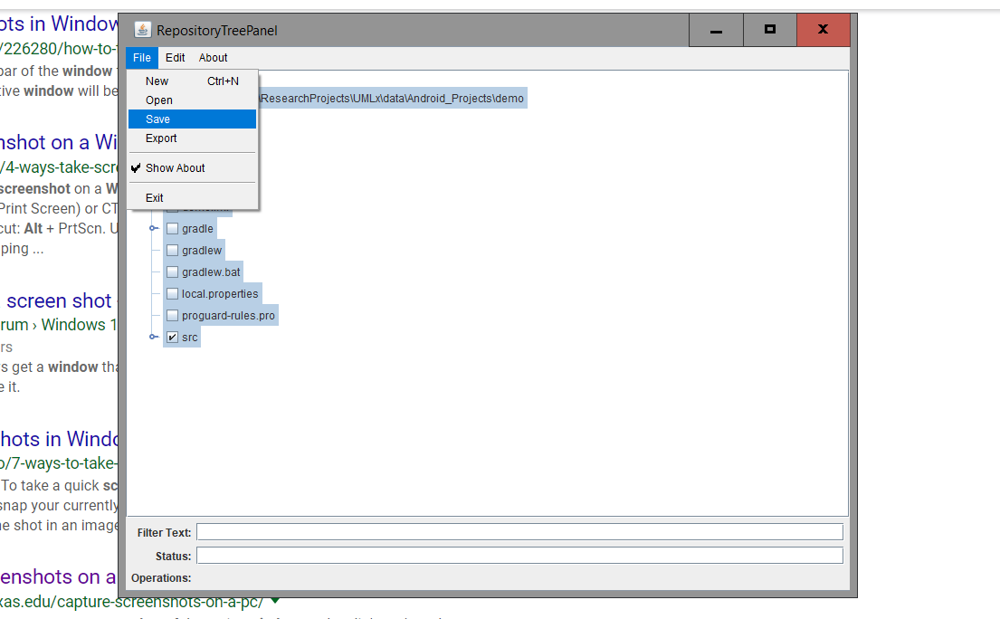 ots in Window
/226280/how-to-
bar of the window
tive window will be
nshot on a Wi
/4-ways-take-scre
screenshot on a W
Print Screen) or CT
cut: Alt + PrtScn. U
ping ...
screen shot
rum › Windows 1
rs
s get a window tha
e it.
hots in Windo
o/7-ways-to-take-
To take a quick sc
snap your currently
e shot in an image
enshots on a
xas.edu/capture-screenshots-on-a-pc/
RepositoryTreePanel
File Edit About
New Ctrl+N
Open
Save
Export
Show About
Exit
\ResearchProjects\UMLx\data\Android_Projects\demo
gradle
gradlew
gradlew.bat
local.properties
proguard-rules.pro
src
Filter Text:
Status:
Operations: